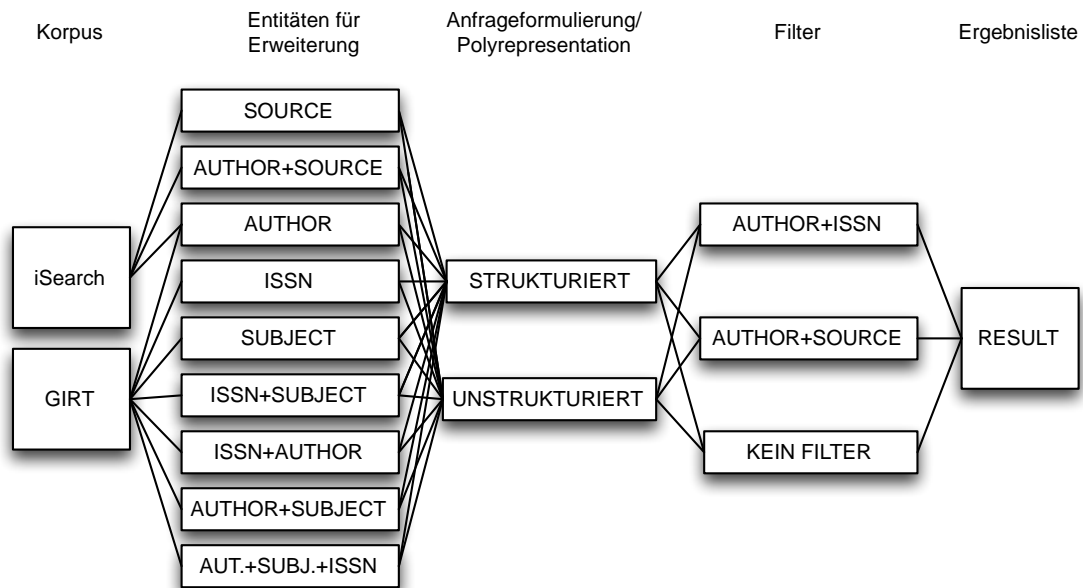 Korpus
Entitäten für
Erweiterung
Anfrageformulierung/
Polyrepresentation
Filter
Ergebnisliste
SOURCE
AUTHOR+SOURCE
AUTHOR
ISSN
SUBJECT
ISSN+SUBJECT
ISSN+AUTHOR
AUTHOR+SUBJECT
AUT.+SUBJ.+ISSN
iSearch
GIRT
STRUKTURIERT
UNSTRUKTURIERT
AUTHOR+ISSN
AUTHOR+SOURCE
KEIN FILTER
RESULT